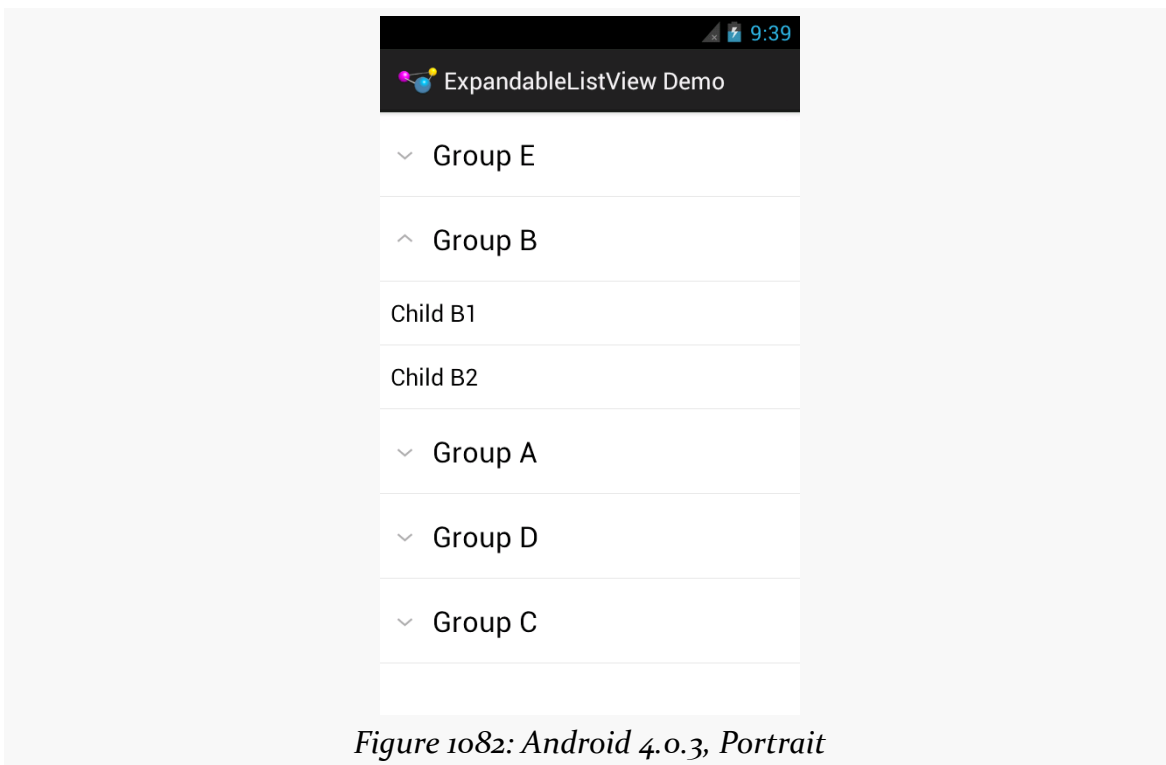 9:39
ExpandableListView Demo
Group E
Group B
Child B1
Child B2
Group A
Group D
Group C
Figure 1082: Android 4.0.3, Portrait